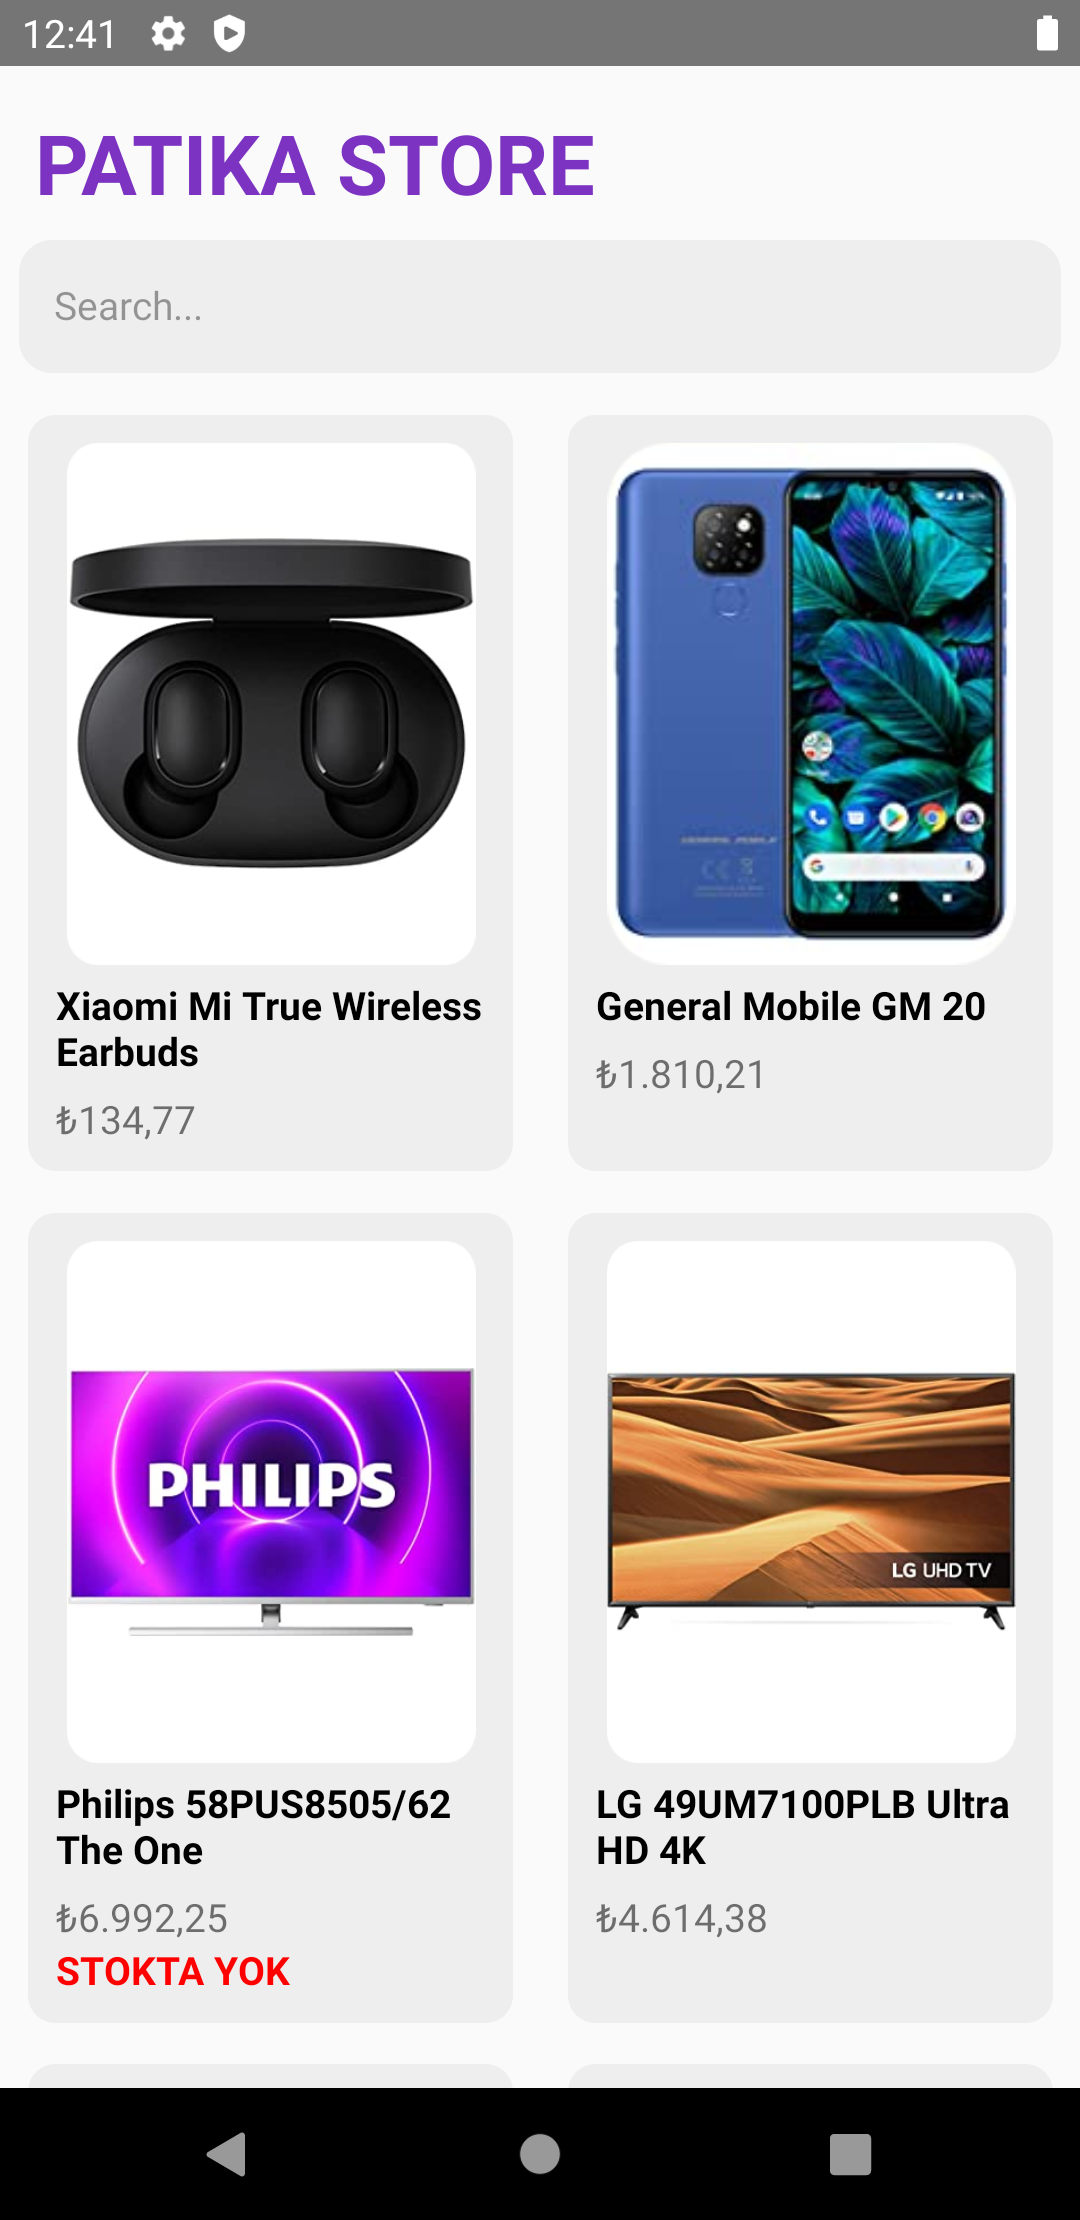 12:41
PATIKA STORE
Search...
Xiaomi Mi True Wireless
Earbuds
₺134,77
General Mobile GM 20
₺1.810,21
PHILIPS
LG UHD TV
Philips 58PUS8505/62
The One
₺6.992,25
STOKTA YOK
LG 49UM7100PLB Ultra
HD 4K
₺4.614,38